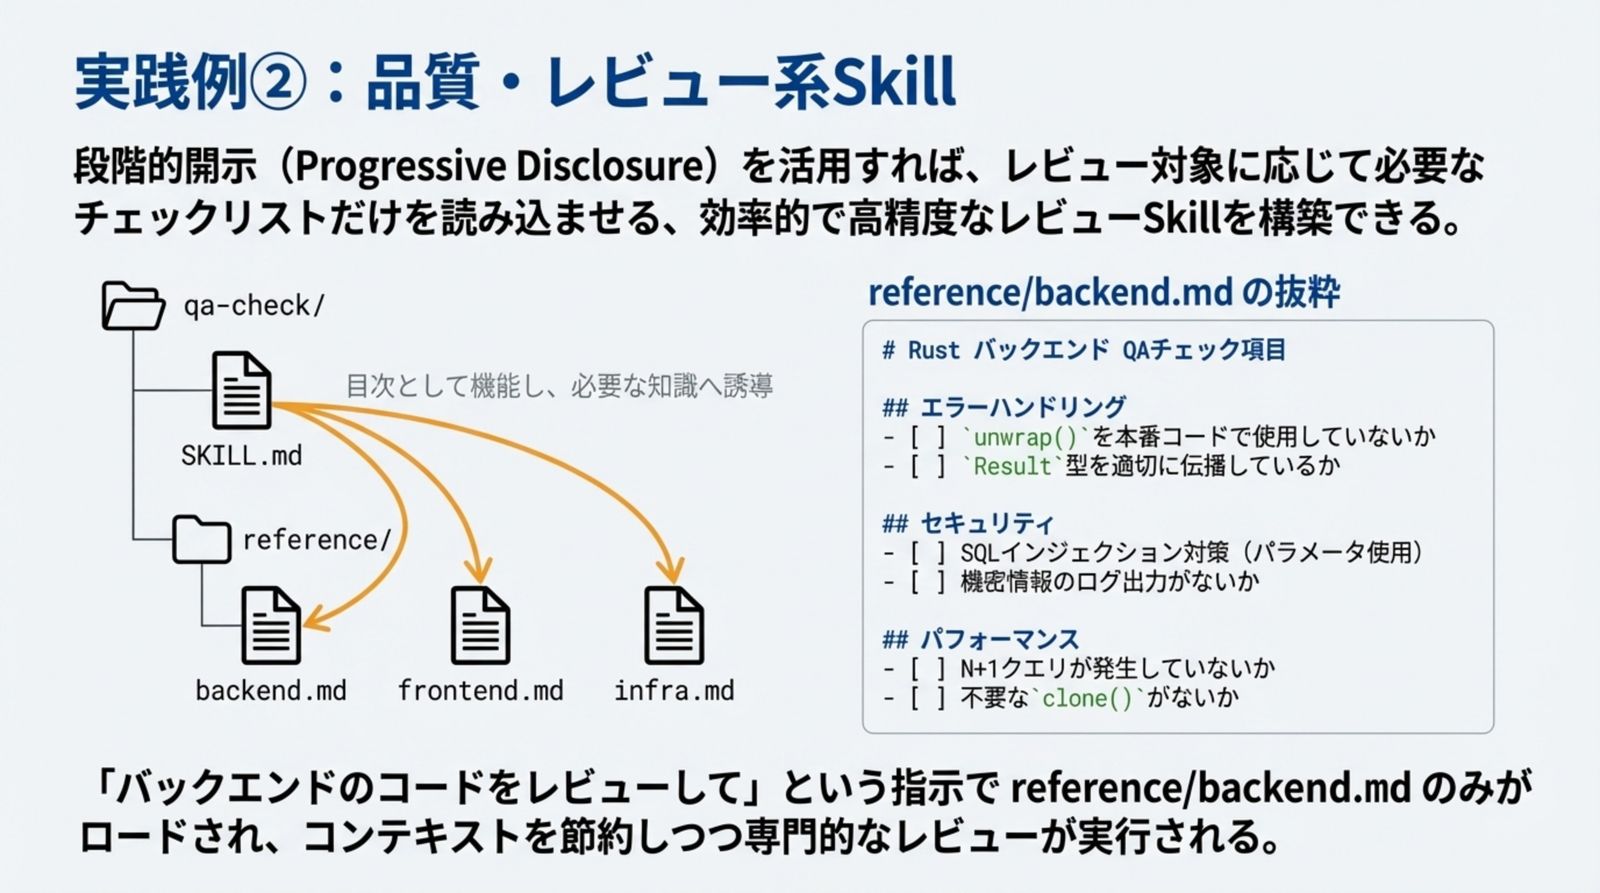 実践例②：品質・レビュー系Skill
段階的開示（Progressive Disclosure）を活用すれば、レビュー対象に応じて必要な
チェックリストだけを読み込ませる、効率的で高精度なレビューSkillを構築できる。
qa-check/
目次として機能し、必要な知識へ誘導
SKILL.md
reference/
backend.md
frontend.md
infra.md
reference/backend.md の抜粋
# Rust バックエンド QAチェック項目
## エラーハンドリング
- [ ] `unwrap()`を本番コードで使用していないか
- [ ] `Result`型を適切に伝播しているか
## セキュリティ
- [ ] SQLインジェクション対策（パラメータ使用）
- [ ] 機密情報のログ出力がないか
## パフォーマンス
- [ ] N+1クエリが発生していないか
- [ ] 不要な`clone()`がないか
「バックエンドのコードをレビューして」という指示で reference/backend.md のみが
ロードされ、コンテキストを節約しつつ専門的なレビューが実行される。